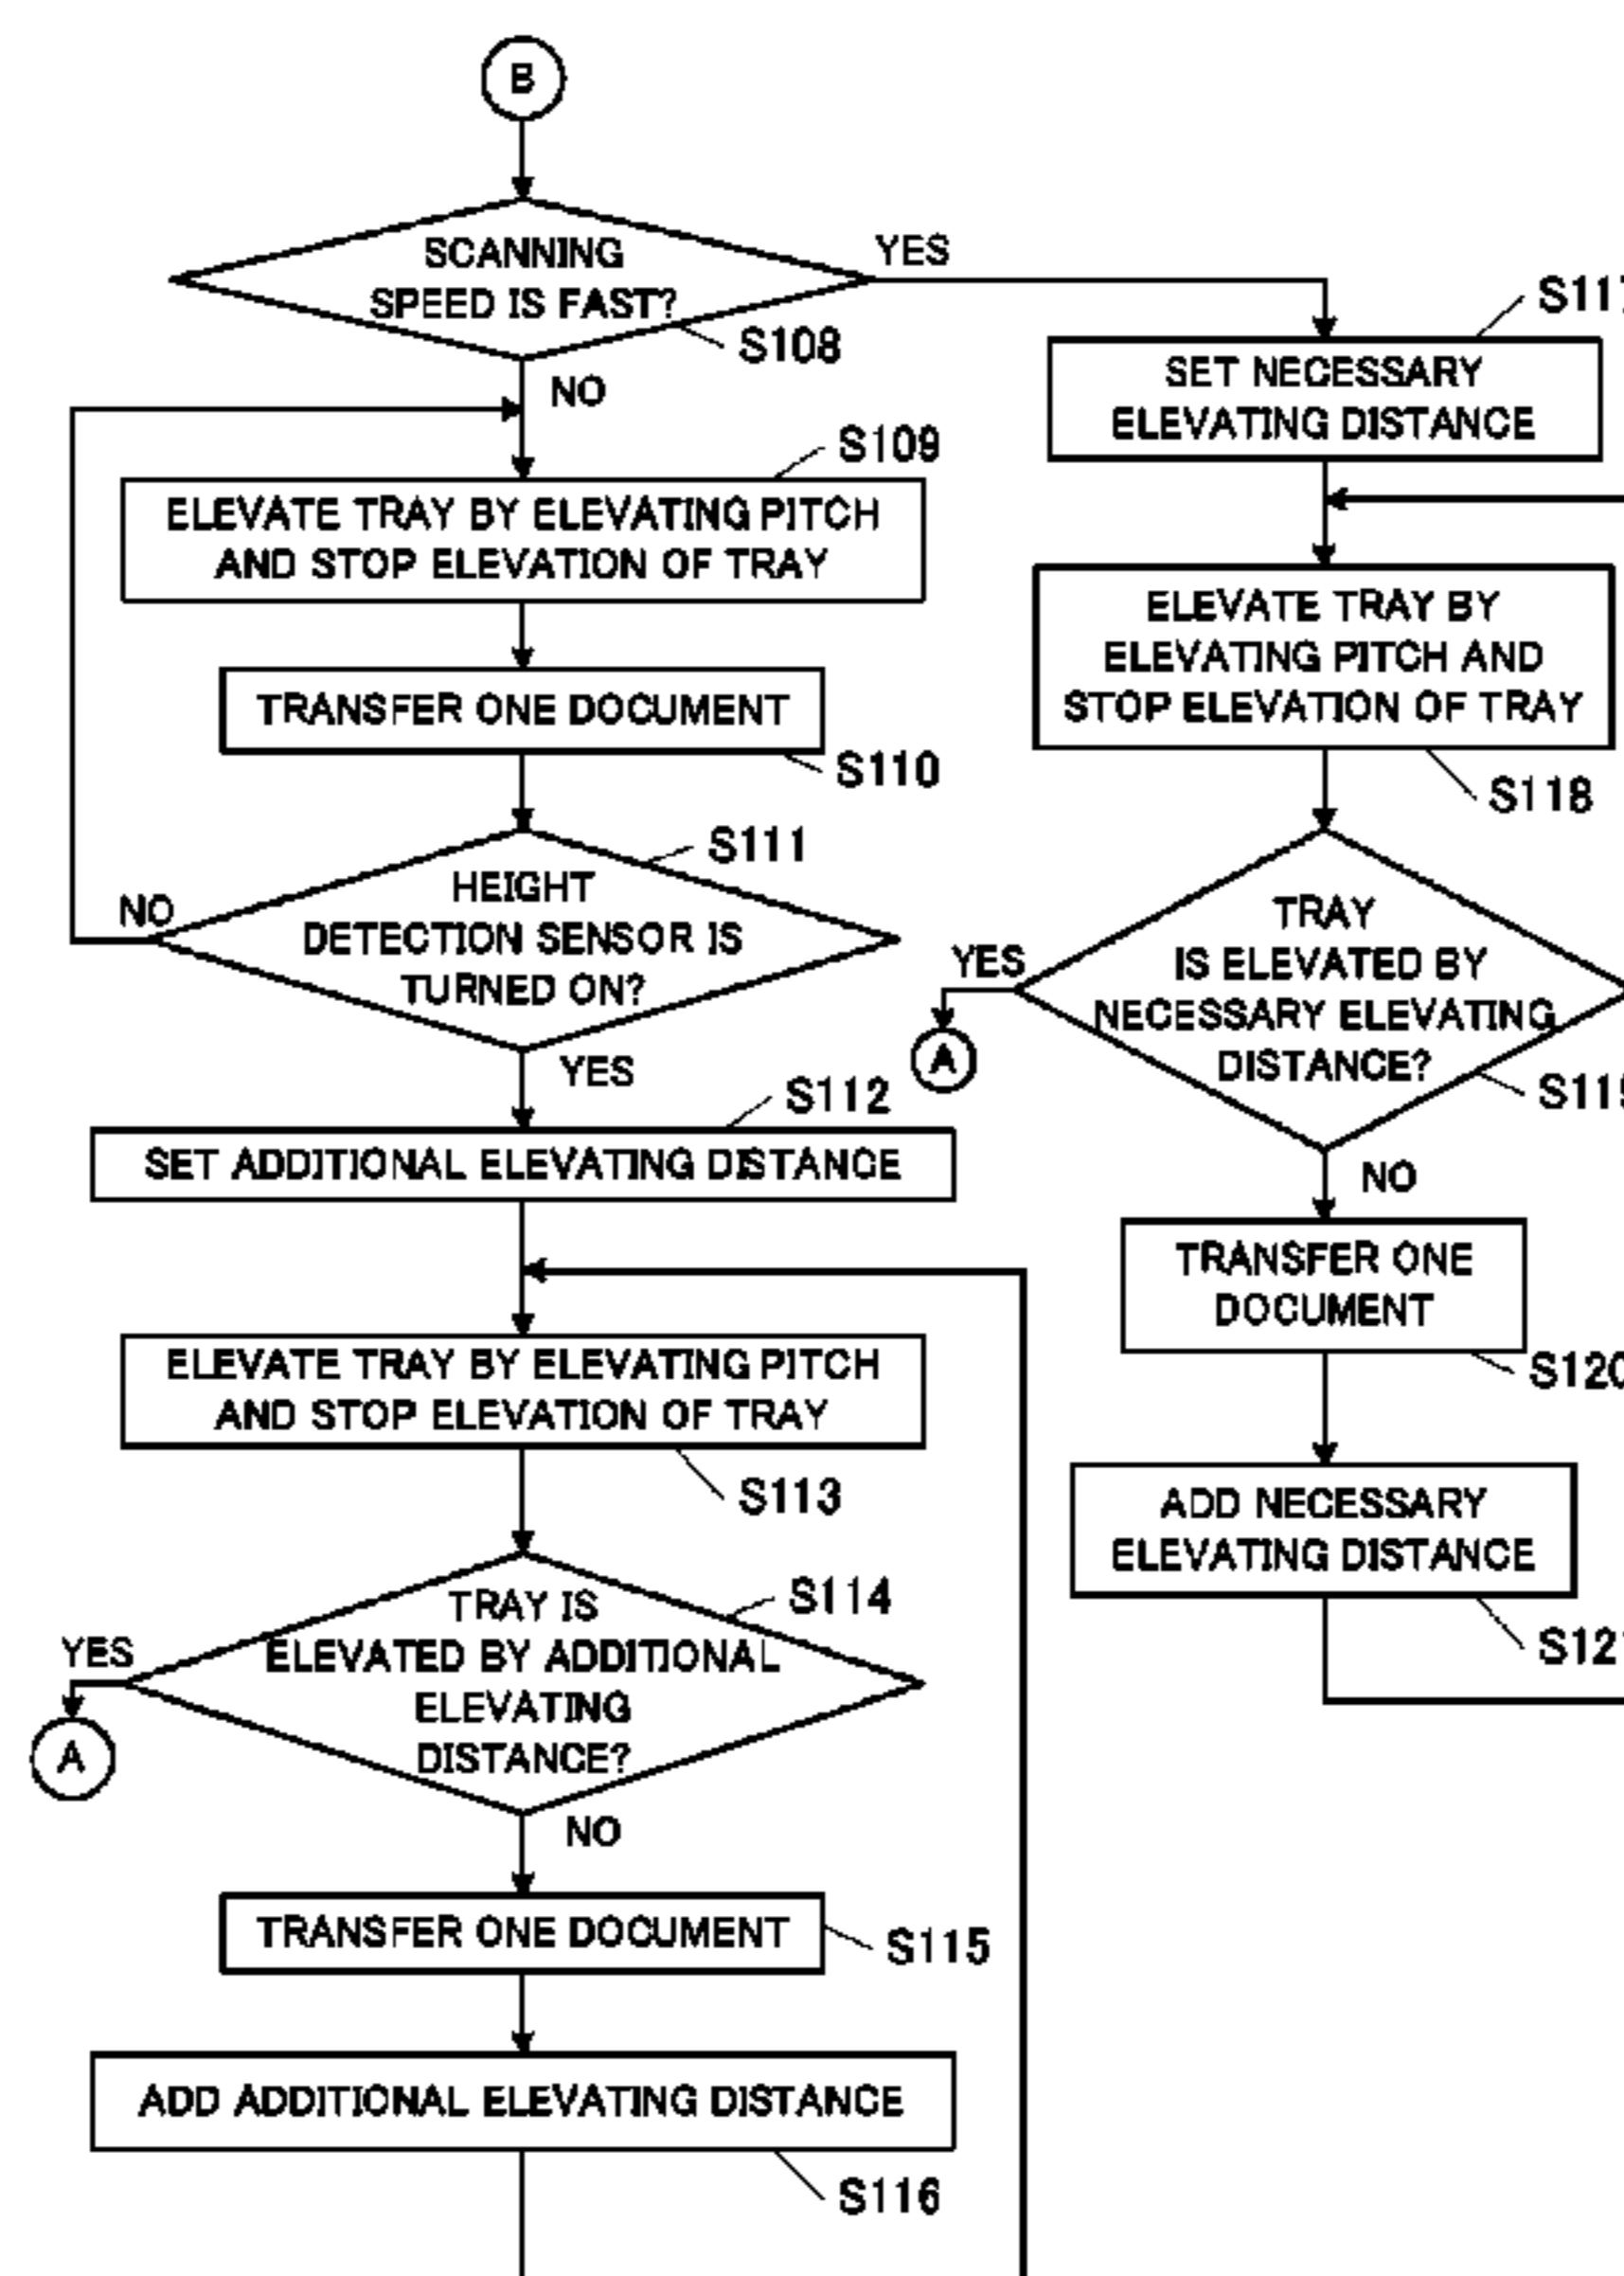 B
SCANNING
SPEED IS FAST?
YES
S108
NO
S109
ELEVATE TRAY BY ELEVATING PITCH
AND STOP ELEVATION OF TRAY
TRANSFER ONE DOCUMENT
S110
S111
HEIGHT
DETECTION SENSOR IS
TURNED ON?
NO
YES
S112
SET ADDITIONAL ELEVATING DISTANCE
ELEVATE TRAY BY ELEVATING PITCH
AND STOP ELEVATION OF TRAY
S113
S114
TRAY IS
ELEVATED BY ADDITIONAL
ELEVATING
DISTANCE?
YES
A
NO
TRANSFER ONE DOCUMENT
S115
ADD ADDITIONAL ELEVATING DISTANCE
S116
S117
SET NECESSARY
ELEVATING DISTANCE
ELEVATE TRAY BY
ELEVATING PITCH AND
STOP ELEVATION OF TRAY
S118
TRAY
IS ELEVATED BY
NECESSARY ELEVATING
DISTANCE?
YES
A
S119
NO
TRANSFER ONE
DOCUMENT
S120
ADD NECESSARY
ELEVATING DISTANCE
S121